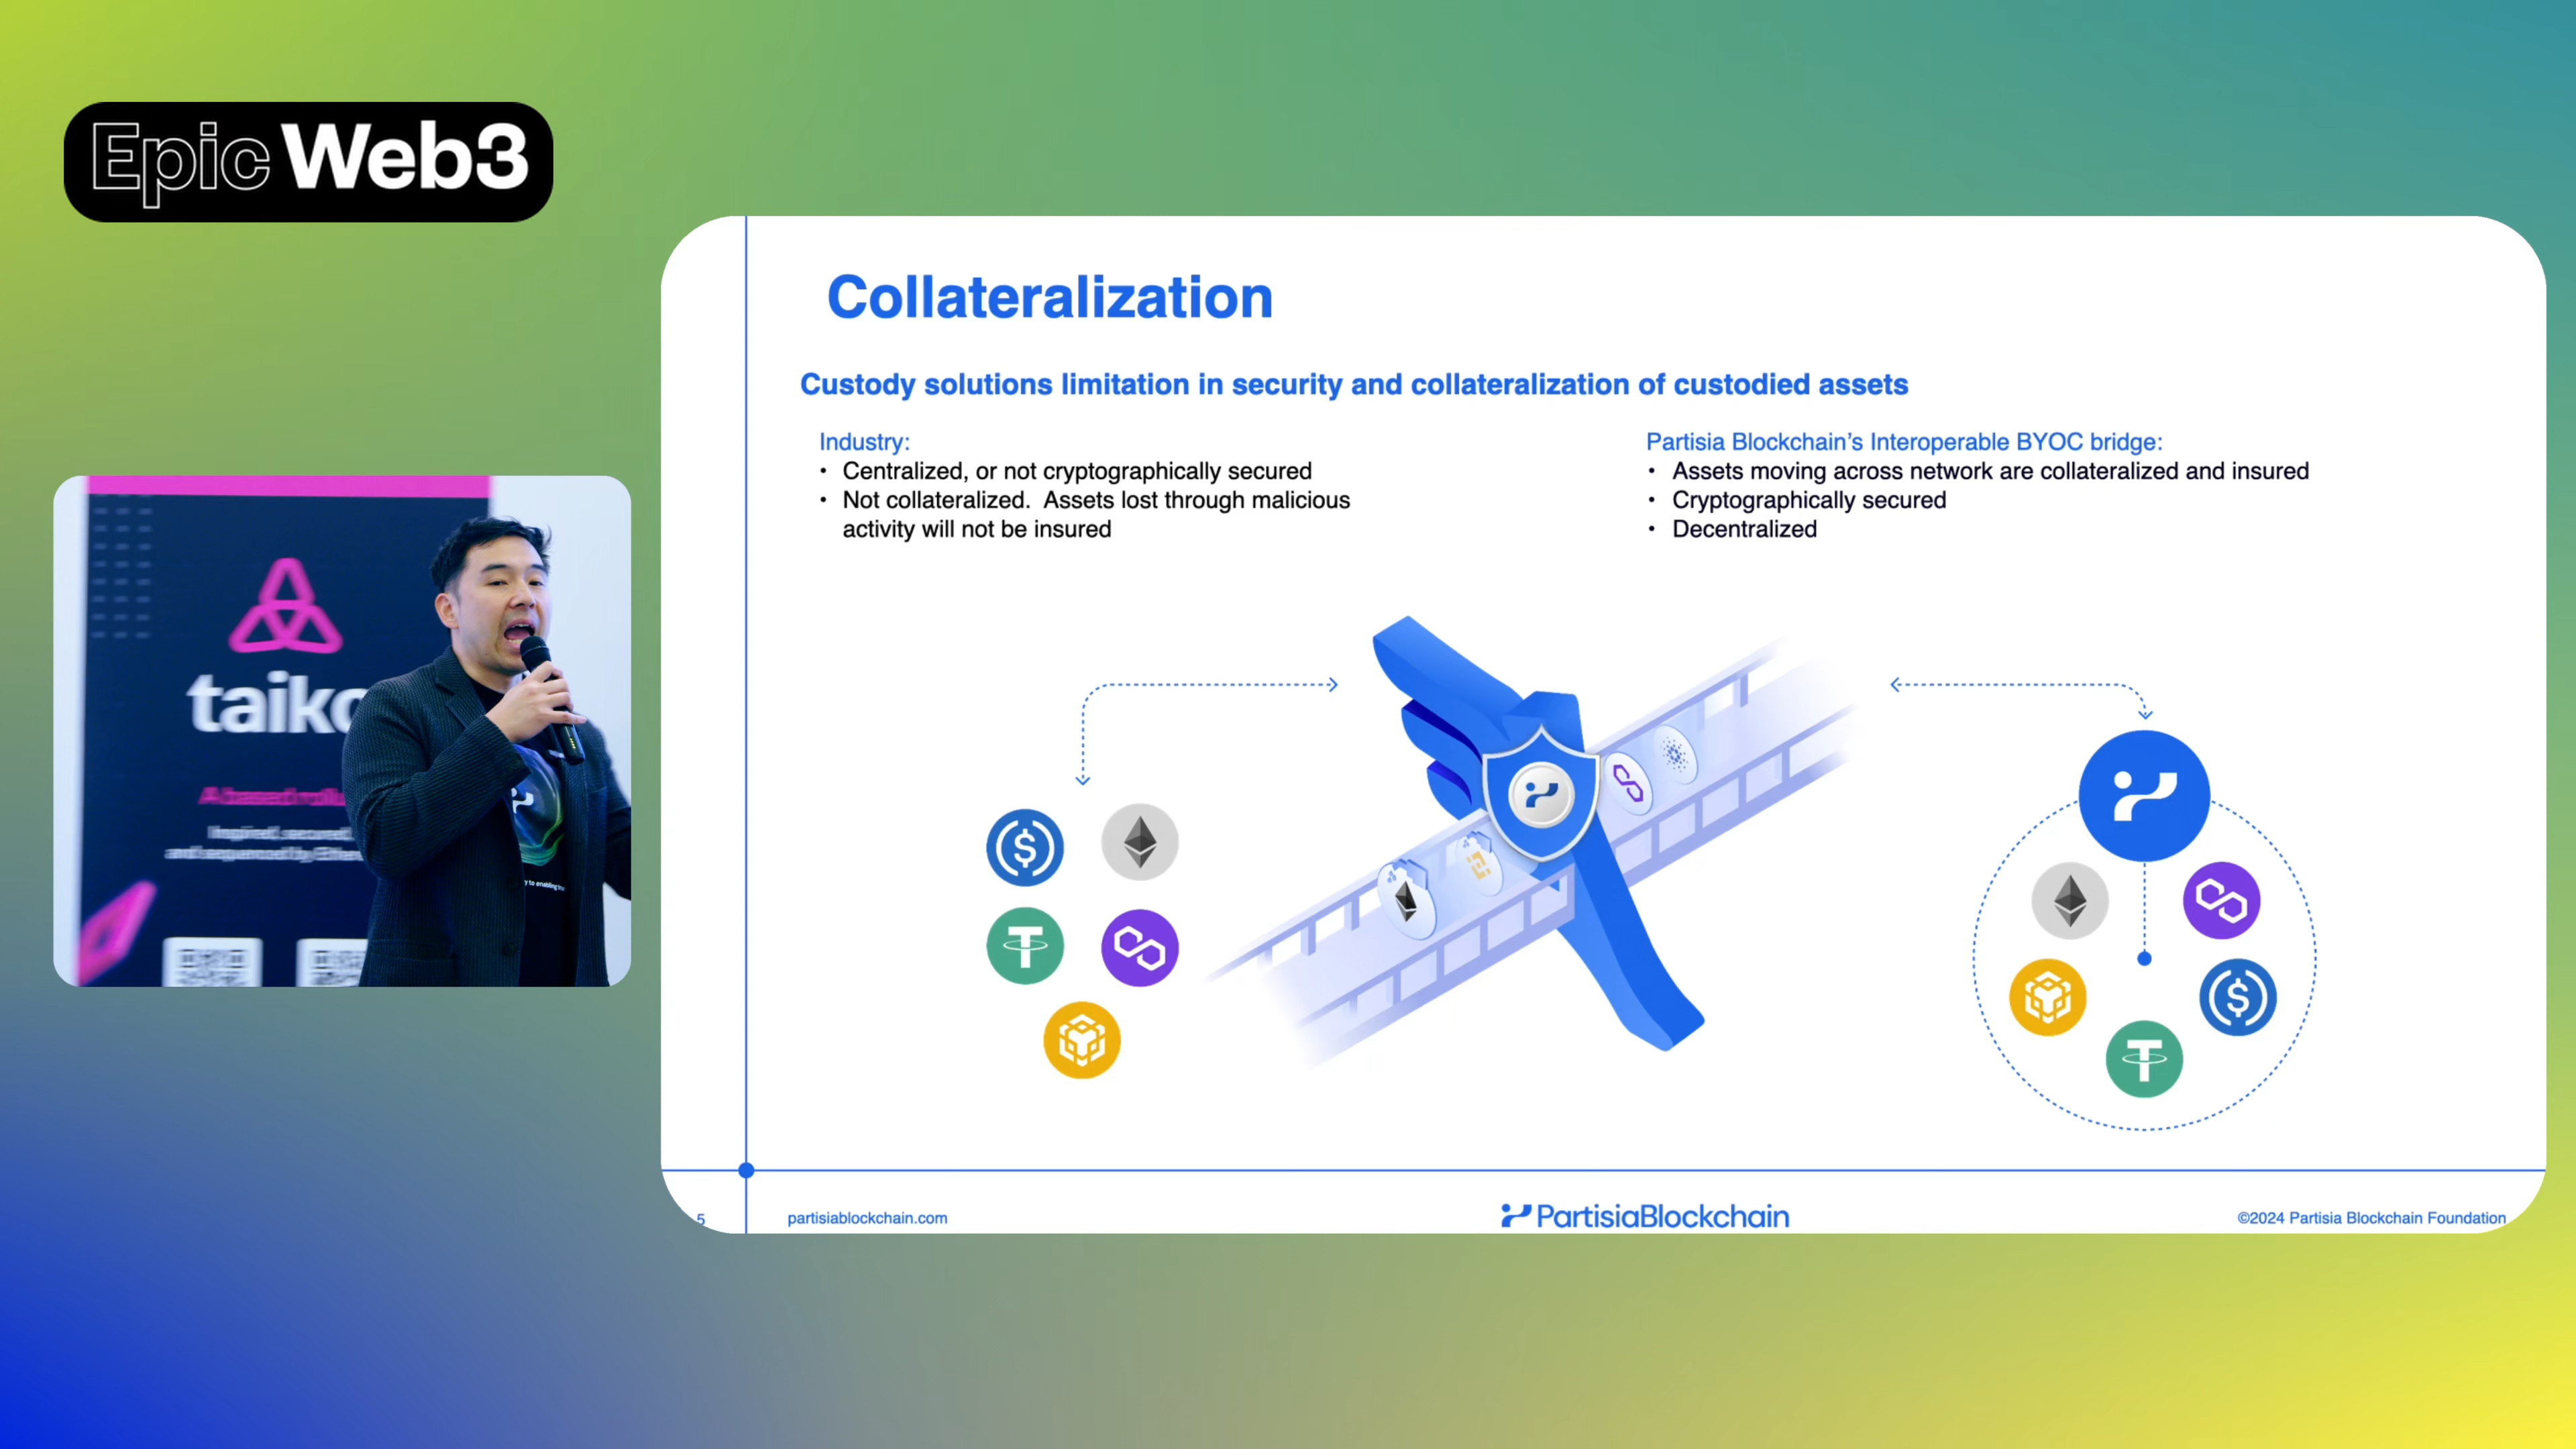 Epic Web3
Collateralization
Custody solutions limitation in security and collateralization of custodied assets
Industry:
• Centralized, or not cryptographically secured
• Not collateralized. Assets lost through malicious
activity will not be insured
Partisia Blockchain’s Interoperable BYOC bridge:
• Assets moving across network are collateralized and insured
• Cryptographically secured
• Decentralized
taiko
5
partisiablockchain.com
PartisiaBlockchain
©2024 Partisia Blockchain Foundation